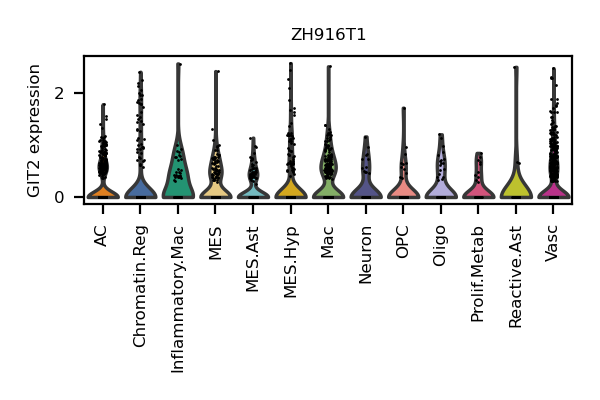 ZH916T1
GIT2 expression
2
0
AC
Chromatin.Reg
Inflammatory.Mac
MES
MES.Ast
MES.Hyp
Mac
Neuron
OPC
Oligo
Prolif.Metab
Reactive.Ast
Vasc